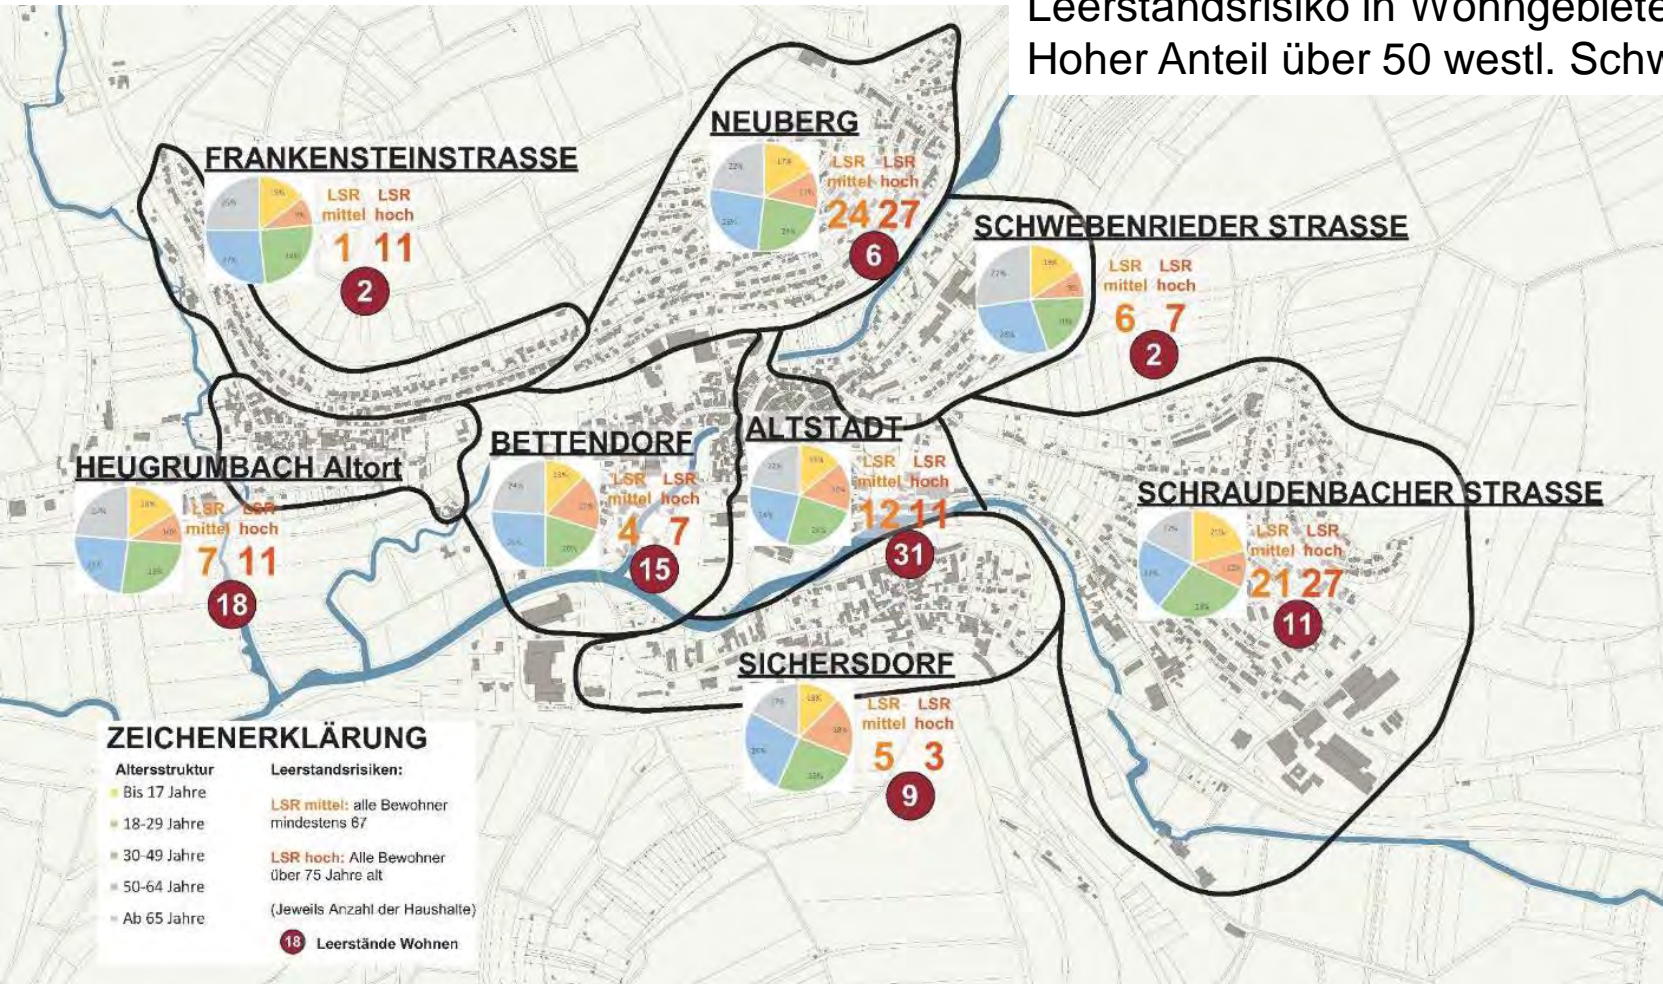 Leerstandsrisiko in Wohngebiete
Hoher Anteil über 50 westl. Schw
NEUBERG
22%
17%
LSR LSR
mittel hoch
24 27
6
FRANKENSTEINSTRASSE
LSR LSR
mittel hoch
1 11
2
SCHWEBENRIEDER STRASSE
LSR LSR
mittel hoch
6 7
2
HEUGRUMBACH Altort
LSR LSR
mittel hoch
7 11
18
BETTENDORF
24%
LSR LSR
mittel hoch
4 7
15
ALTSTADT
LSR LSR
mittel hoch
12 11
31
SCHRAUDENBACHER STRASSE
LSR LSR
mittel hoch
21 27
11
SICHERSDORF
LSR LSR
mittel hoch
5 3
9
ZEICHENERKLÄRUNG
Altersstruktur
Bis 17 Jahre
18-29 Jahre
30-49 Jahre
50-64 Jahre
Ab 65 Jahre
Leerstandsrisiken:
LSR mittel: alle Bewohner
mindestens 67
LSR hoch: Alle Bewohner
über 75 Jahre alt
(Jeweils Anzahl der Haushalte)
18 Leerstände Wohnen